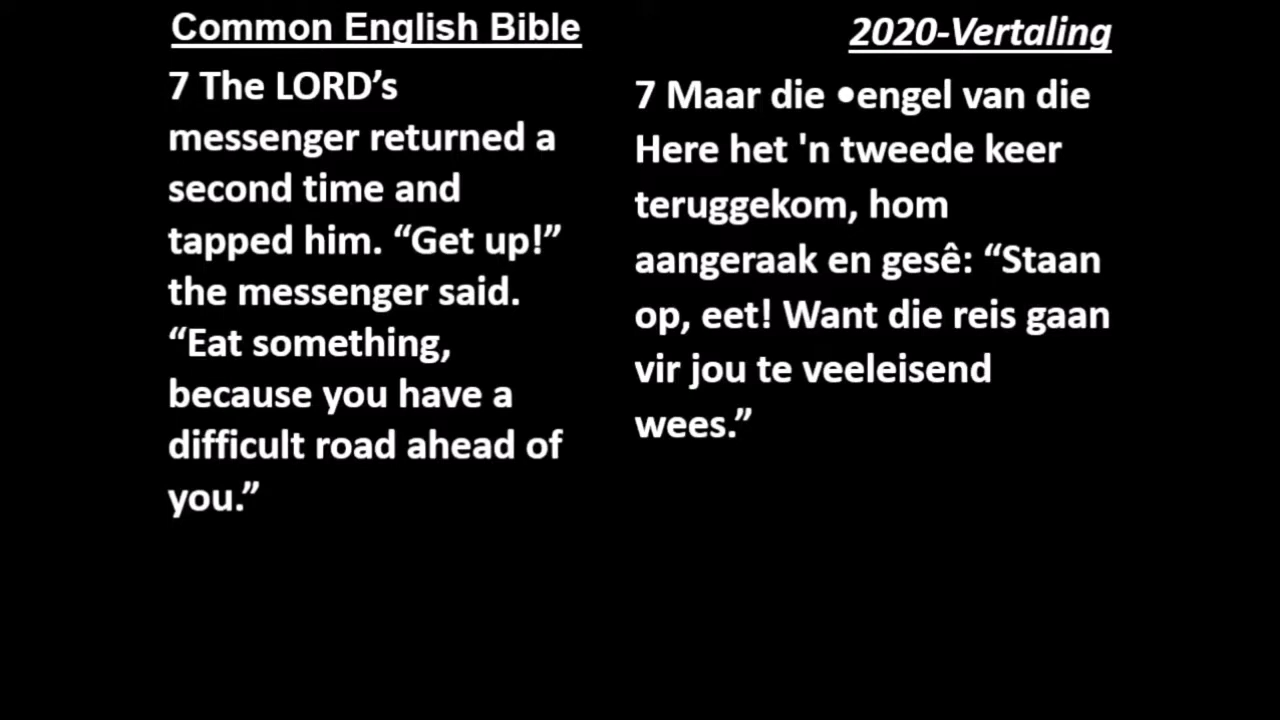 Common English Bible
7 The LORD’s
messenger returned a
second time and
tapped him. “Get up!”
the messenger said.
“Eat something,
because you have a
difficult road ahead of
you.”
2020-Vertaling
7 Maar die •engel van die
Here het 'n tweede keer
teruggekom, hom
aangeraak en gesê: “Staan
op, eet! Want die reis gaan
vir jou te veeleisend
wees.”